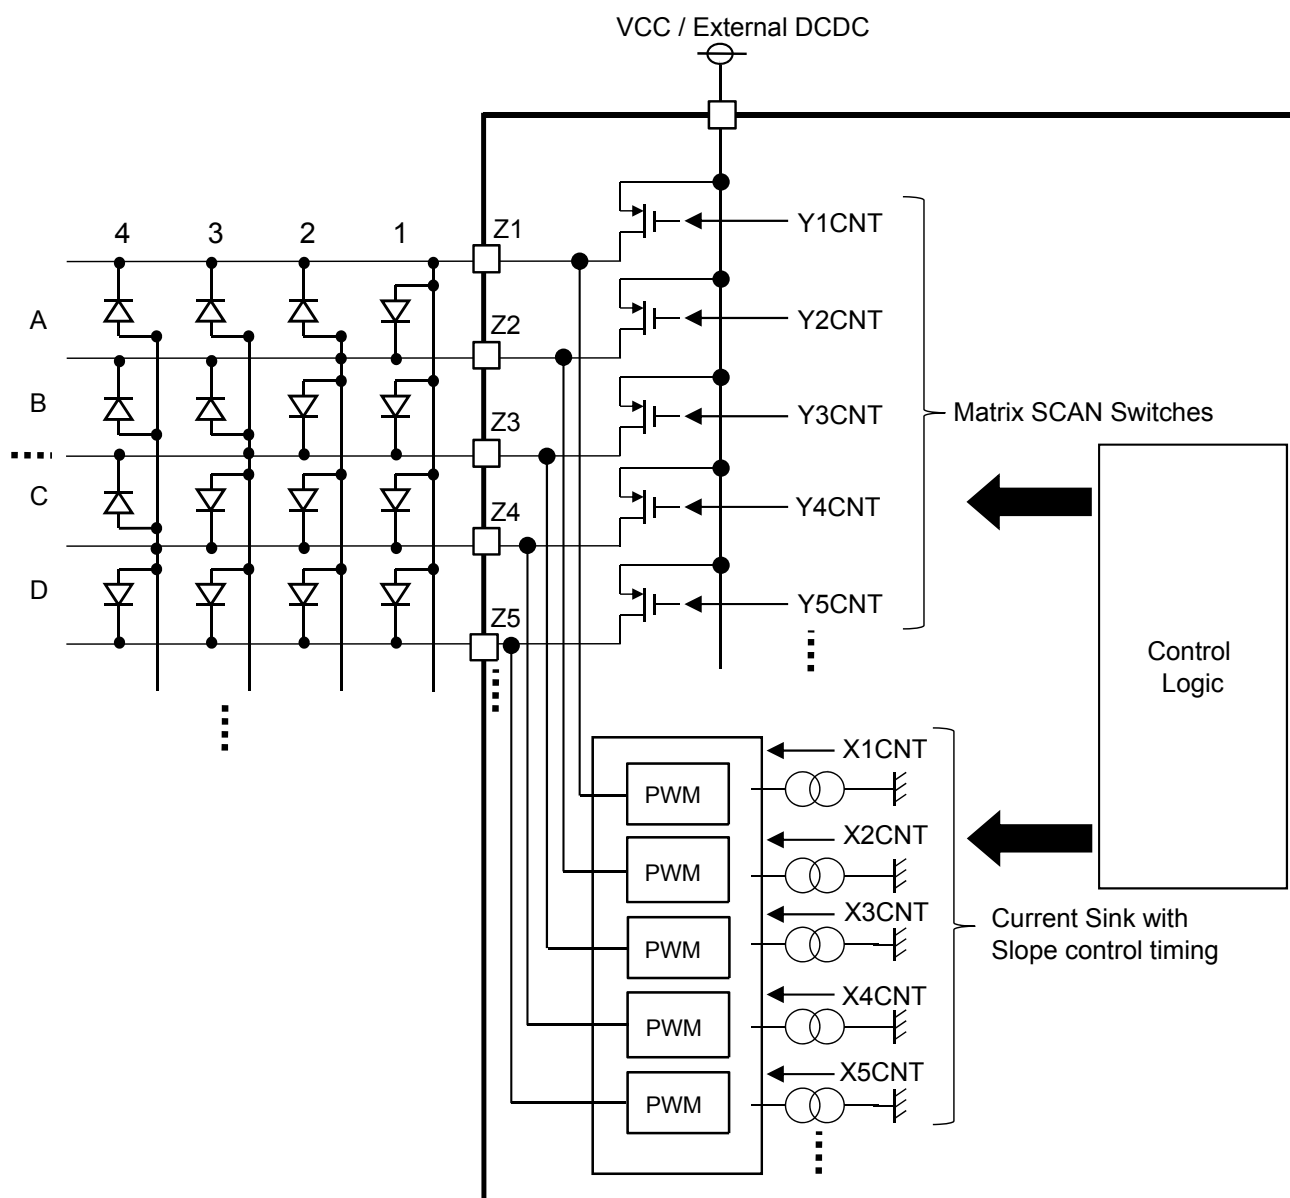 VCC / External DCDC
4 3 2 1
Z1
Y1CNT
A
Z2
Y2CNT
B
Z3
Y3CNT
Matrix SCAN Switches
C
Z4
Y4CNT
D
Z5
Y5CNT
Control
Logic
X1CNT
PWM
X2CNT
PWM
X3CNT
PWM
Current Sink with
Slope control timing
X4CNT
PWM
X5CNT
PWM